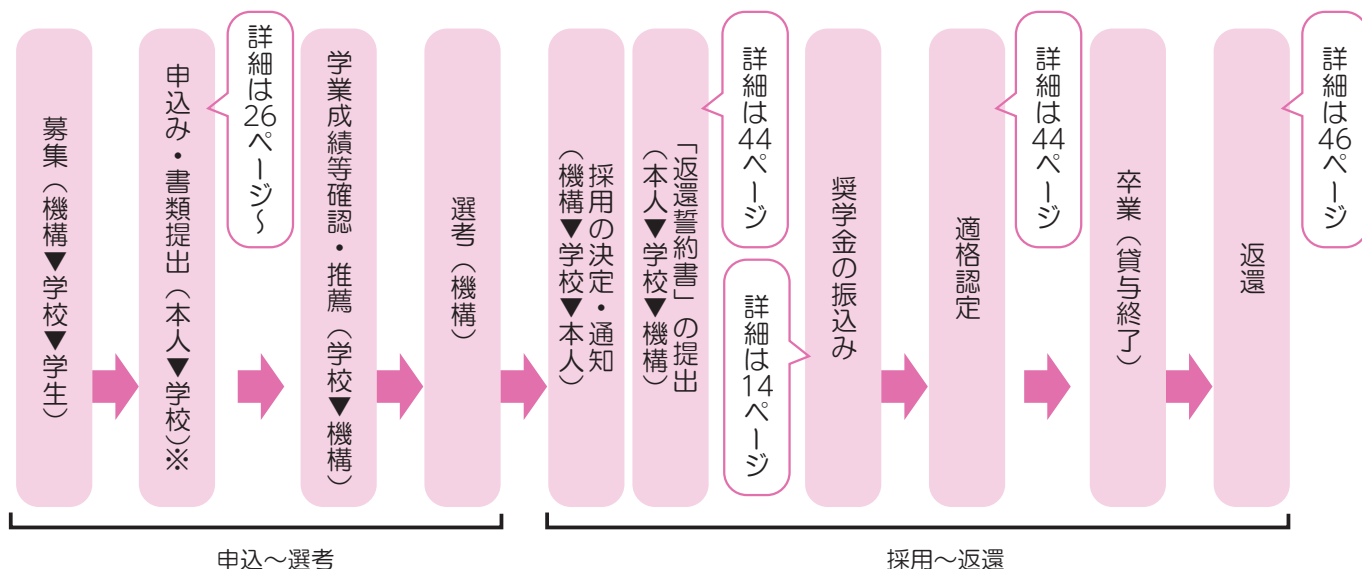 募集（機構▼学校▼学生）
申込み・書類提出（本人▼学校）※
詳細は26ページ〜
学業成績等確認・推薦（学校▼機構）
選考（機構）
採用の決定・通知
（機構▼学校▼本人）
「返還誓約書」の提出
（本人▼学校▼機構）
詳細は44ページ
詳細は14ページ
奨学金の振込み
適格認定
詳細は44ページ
卒業（貸与終了）
返還
詳細は46ページ
申込〜選考
採用〜返還